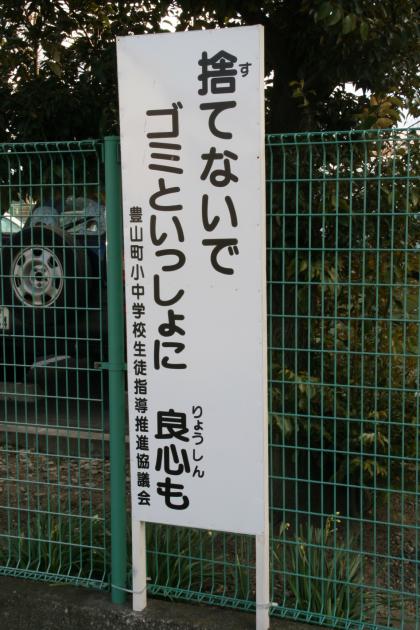 捨てないで
ゴミといっしょに 良心も
豊山町小中学校生徒指導推進協議会